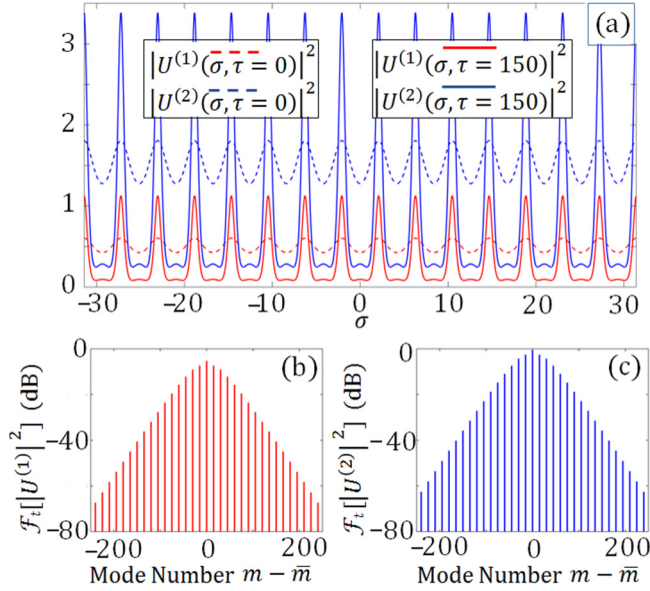 (a)
|U⁽¹⁾(σ,τ = 0)|²
|U⁽²⁾(σ,τ = 0)|²
|U⁽¹⁾(σ,τ = 150)|²
|U⁽²⁾(σ,τ = 150)|²
3
2
1
0
−30 −20 −10 0 10 20 30
σ
(b)
0
−40
−80
ℱₜ[|U⁽¹⁾|²] (dB)
−200 0 200
Mode Number m − m̅
(c)
0
−40
−80
ℱₜ[|U⁽²⁾|²] (dB)
−200 0 200
Mode Number m − m̅